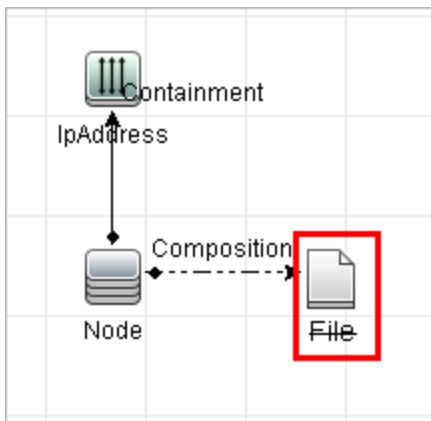 Containment
IpAddress
Composition
Node
File